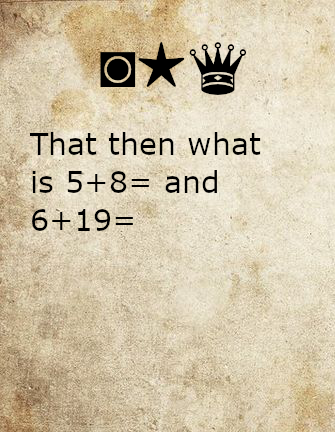 That then what
is 5+8= and
6+19=